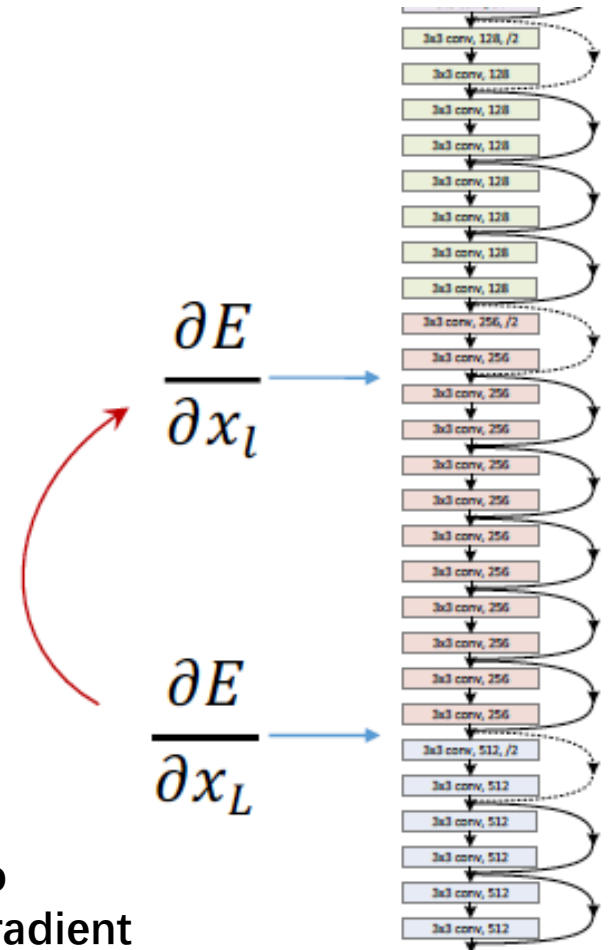 ∂E
∂x_l
∂E
∂x_L
radient
3x3 conv, 128, /2
3x3 conv, 128
3x3 conv, 128
3x3 conv, 128
3x3 conv, 128
3x3 conv, 128
3x3 conv, 128
3x3 conv, 128
3x3 conv, 256, /2
3x3 conv, 256
3x3 conv, 256
3x3 conv, 256
3x3 conv, 256
3x3 conv, 256
3x3 conv, 256
3x3 conv, 256
3x3 conv, 256
3x3 conv, 256
3x3 conv, 256
3x3 conv, 256
3x3 conv, 512, /2
3x3 conv, 512
3x3 conv, 512
3x3 conv, 512
3x3 conv, 512
3x3 conv, 512